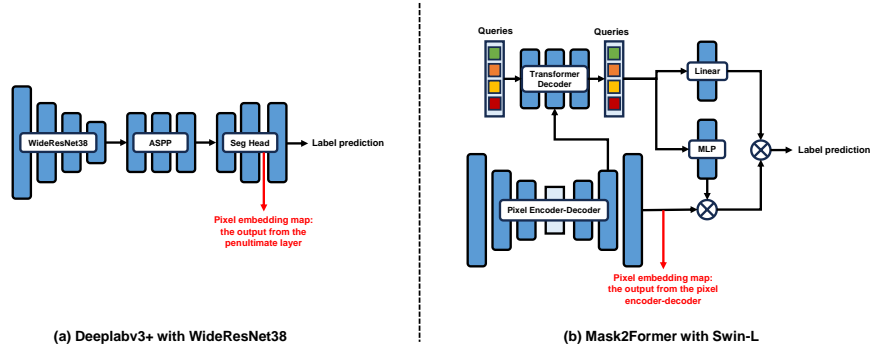 WideResNet38
ASPP
Seg Head
Label prediction
Pixel embedding map:
the output from the
penultimate layer
(a) Deeplabv3+ with WideResNet38
Queries
Queries
Transformer
Decoder
Linear
MLP
Label prediction
Pixel Encoder-Decoder
Pixel embedding map:
the output from the pixel
encoder-decoder
(b) Mask2Former with Swin-L